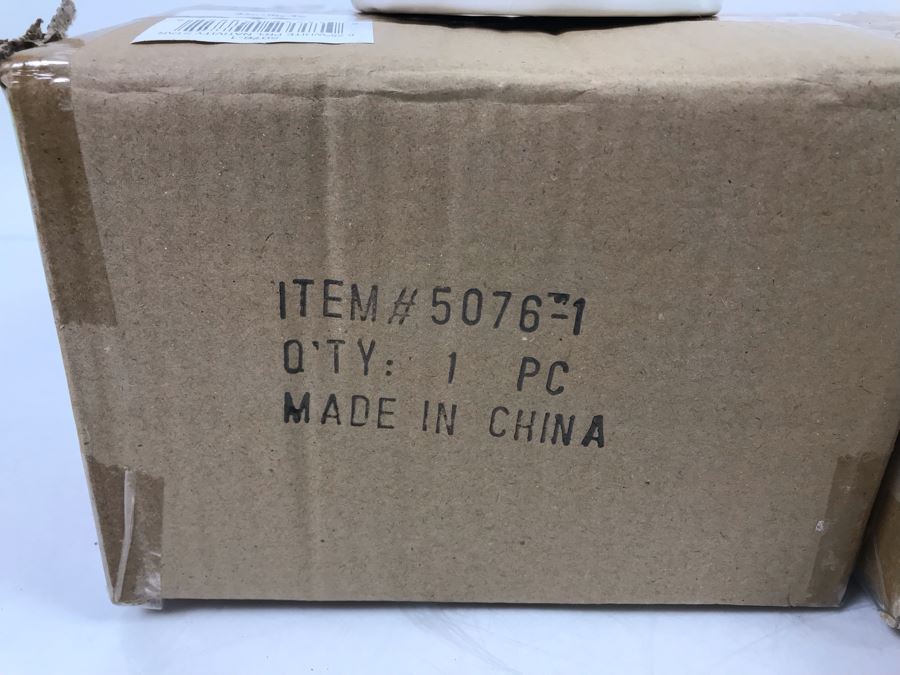 ITEM# 5076-1
Q'TY: 1 PC
MADE IN CHINA